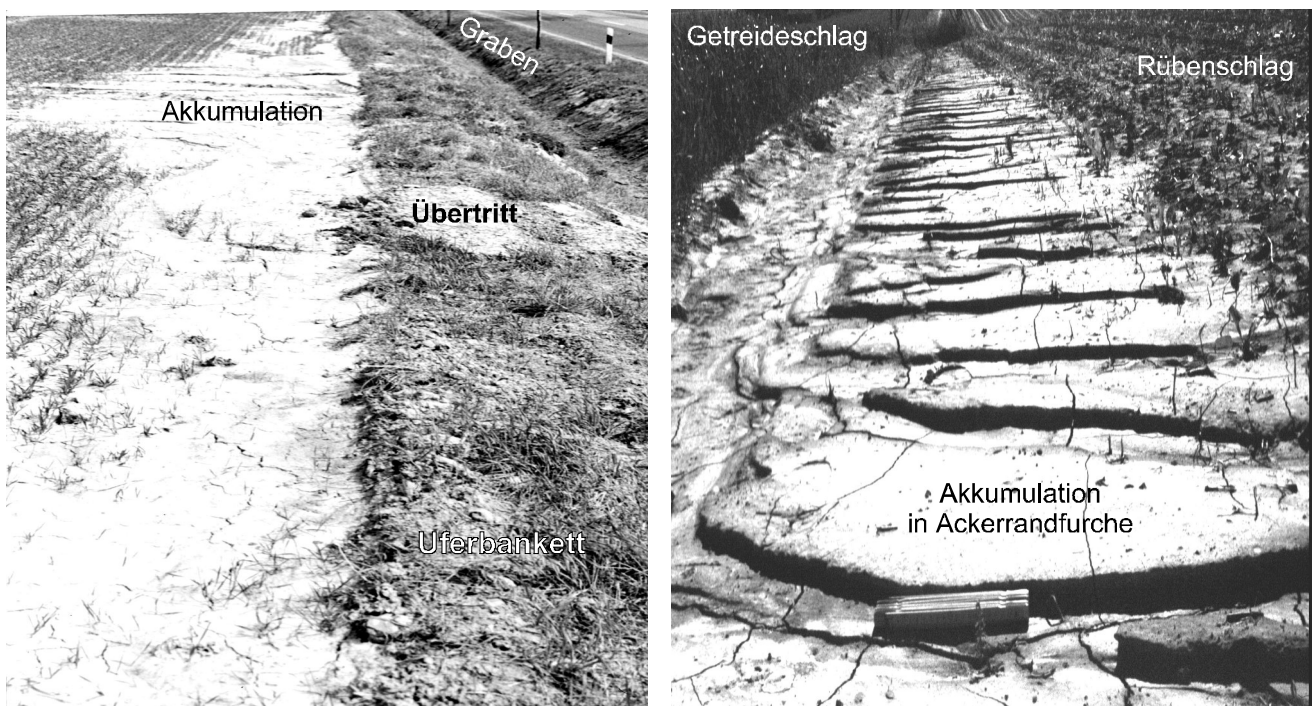 Graben
Akkumulation
Übertritt
Uferbankett
Getreideschlag
Rübenschlag
Akkumulation
in Ackerrandfurche